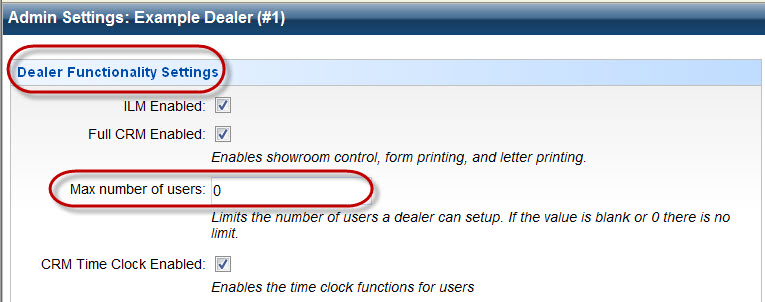 Admin Settings: Example Dealer (#1)
Dealer Functionality Settings
ILM Enabled:
Full CRM Enabled:
Enables showroom control, form printing, and letter printing.
Max number of users: 0
Limits the number of users a dealer can setup. If the value is blank or 0 there is no
limit.
CRM Time Clock Enabled:
Enables the time clock functions for users